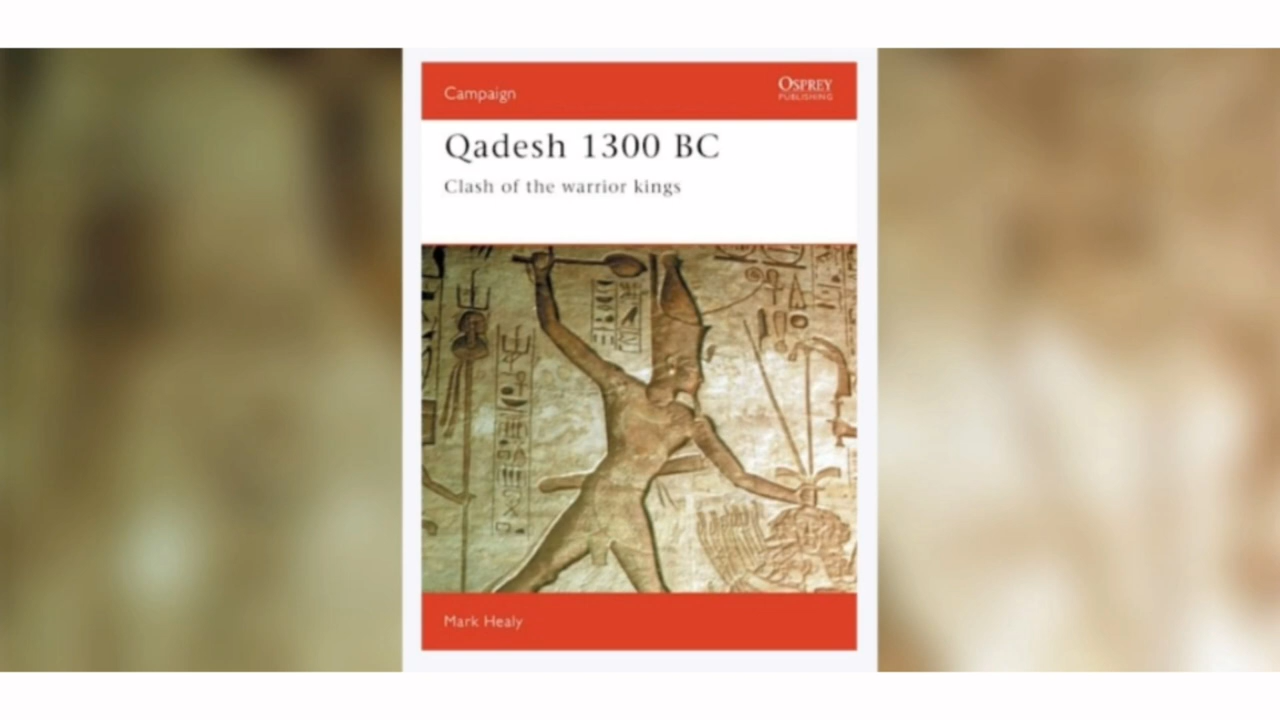 Campaign
OSPREY
PUBLISHING
Qadesh 1300 BC
Clash of the warrior kings
Mark Healy